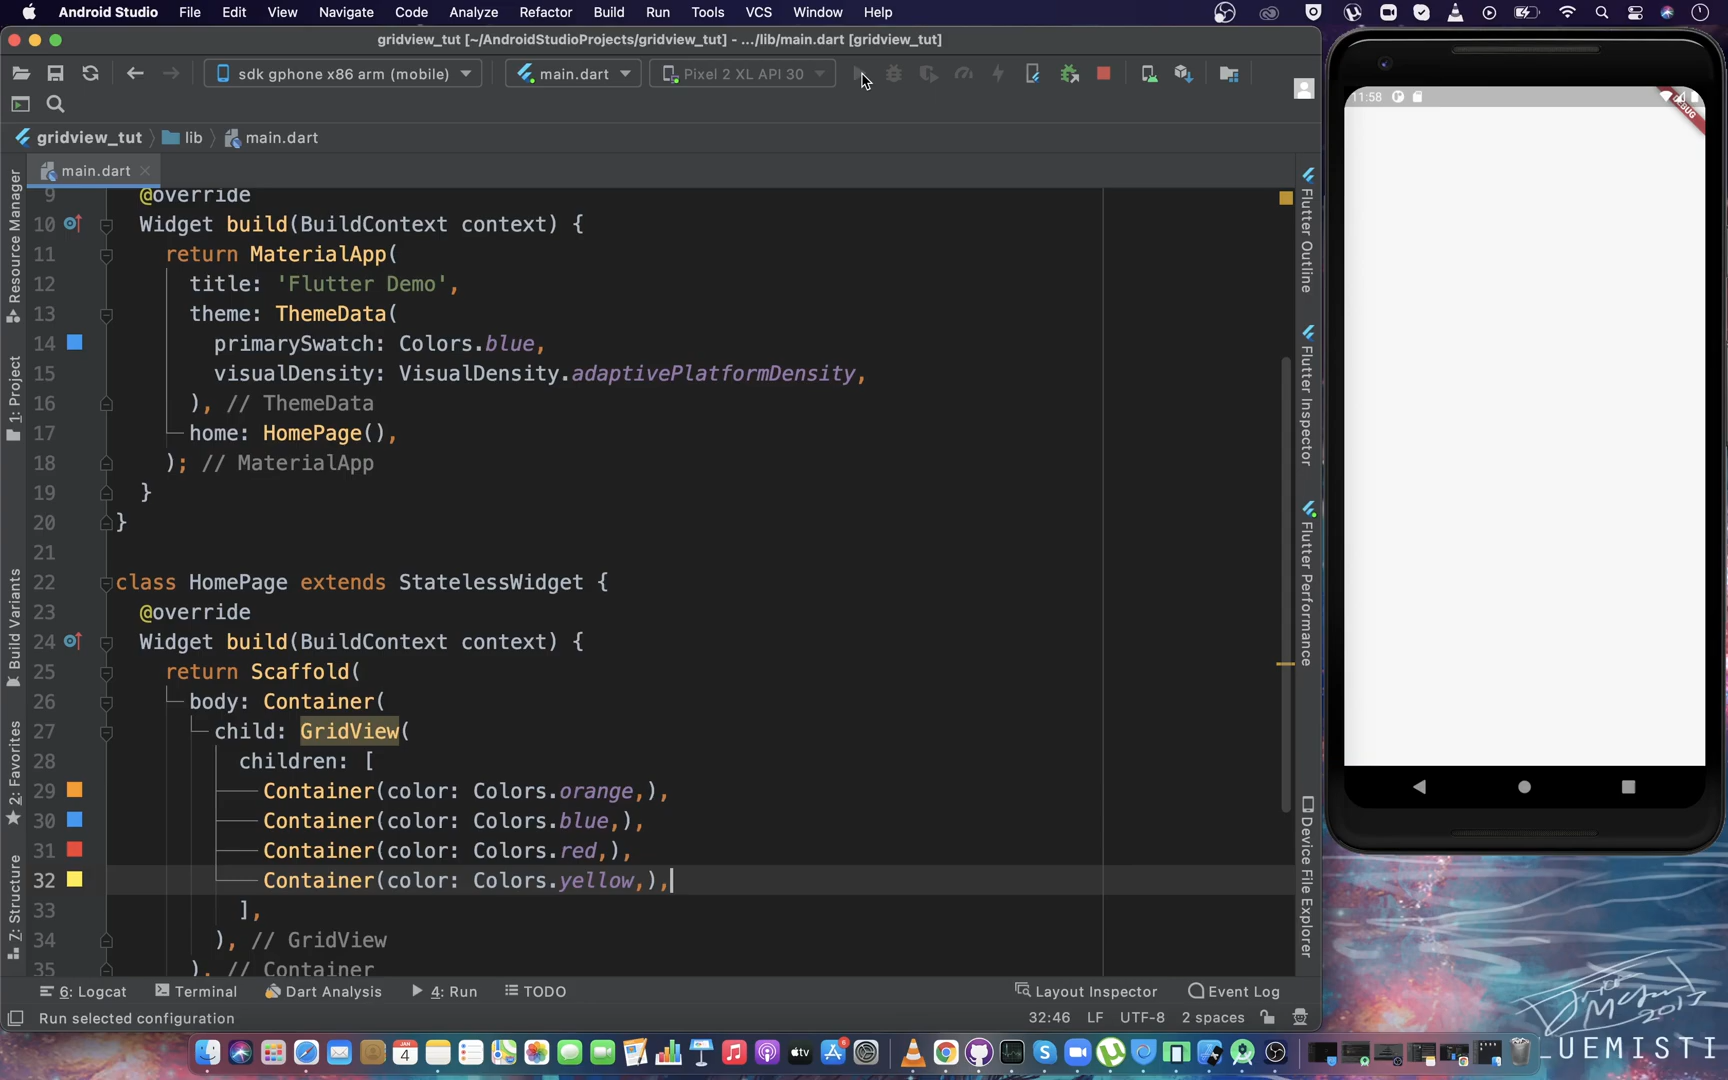 Android Studio File Edit View Navigate Code Analyze Refactor Build Run Tools VCS Window Help
gridview_tut [~/AndroidStudioProjects/gridview_tut] - .../lib/main.dart [gridview_tut]
sdk gphone x86 arm (mobile) main.dart Pixel 2 XL API 30
gridview_tut lib main.dart
main.dart
9 @override
10 Widget build(BuildContext context) {
11 return MaterialApp(
12 title: 'Flutter Demo',
13 theme: ThemeData(
14 primarySwatch: Colors.blue,
15 visualDensity: VisualDensity.adaptivePlatformDensity,
16 ), // ThemeData
17 home: HomePage(),
18 ); // MaterialApp
19 }
20 }
21
22 class HomePage extends StatelessWidget {
23 @override
24 Widget build(BuildContext context) {
25 return Scaffold(
26 body: Container(
27 child: GridView(
28 children: [
29 Container(color: Colors.orange,),
30 Container(color: Colors.blue,),
31 Container(color: Colors.red,),
32 Container(color: Colors.yellow,),
33 ],
34 ), // GridView
35 ), // Container
Resource Manager
1: Project
Build Variants
2: Favorites
Z: Structure
Flutter Outline
Flutter Inspector
Flutter Performance
Device File Explorer
6: Logcat Terminal Dart Analysis 4: Run TODO Layout Inspector Event Log
Run selected configuration 32:46 LF UTF-8 2 spaces
11:58
DEBUG
JAN
4
tv
6
2017
_UEMISTI